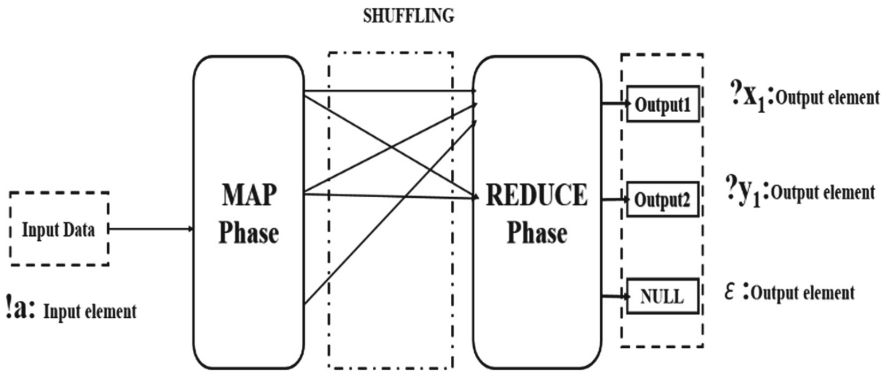 SHUFFLING
Input Data
!a: Input element
MAP
Phase
REDUCE
Phase
Output1
?x₁:Output element
Output2
?y₁:Output element
NULL
ε :Output element